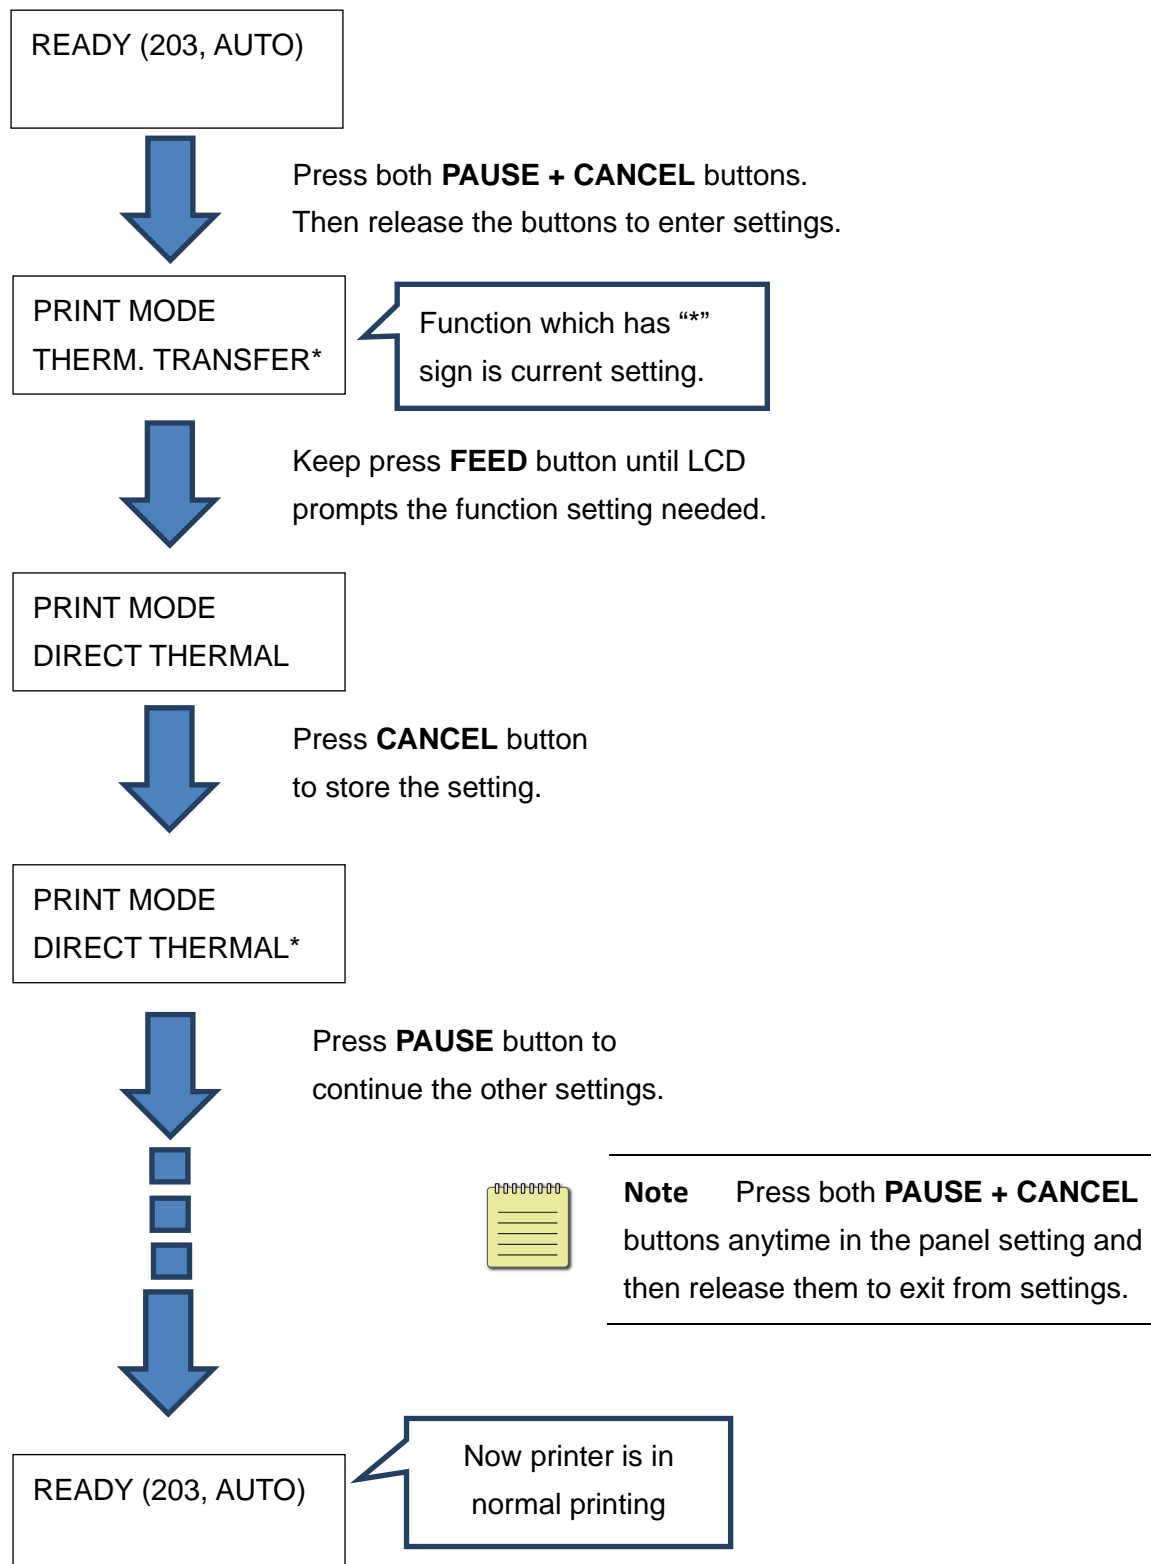 READY (203, AUTO)
Press both PAUSE + CANCEL buttons.
Then release the buttons to enter settings.
PRINT MODE
THERM. TRANSFER*
Function which has “*”
sign is current setting.
Keep press FEED button until LCD
prompts the function setting needed.
PRINT MODE
DIRECT THERMAL
Press CANCEL button
to store the setting.
PRINT MODE
DIRECT THERMAL*
Press PAUSE button to
continue the other settings.
Note Press both PAUSE + CANCEL
buttons anytime in the panel setting and
then release them to exit from settings.
Now printer is in
normal printing
READY (203, AUTO)